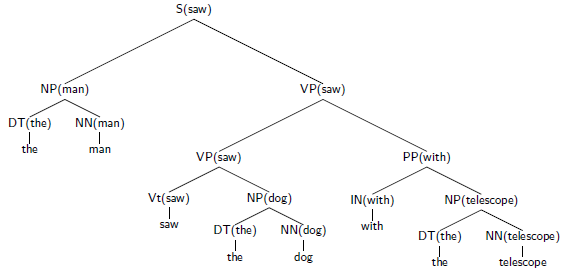 S(saw)
NP(man) VP(saw)
DT(the) NN(man)
the man
VP(saw) PP(with)
Vt(saw) NP(dog) IN(with) NP(telescope)
saw with
DT(the) NN(dog) DT(the) NN(telescope)
the dog the telescope